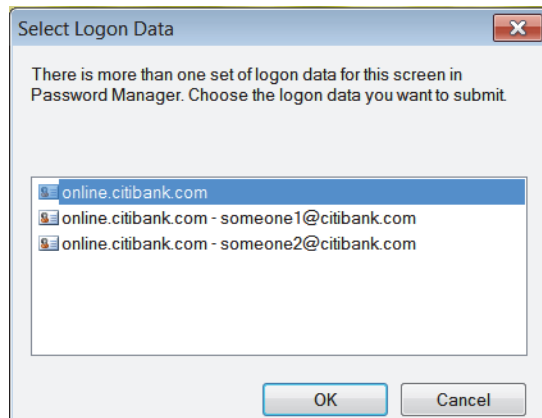 Select Logon Data
There is more than one set of logon data for this screen in
Password Manager. Choose the logon data you want to submit.
online.citibank.com
online.citibank.com - someone1@citibank.com
online.citibank.com - someone2@citibank.com
OK
Cancel